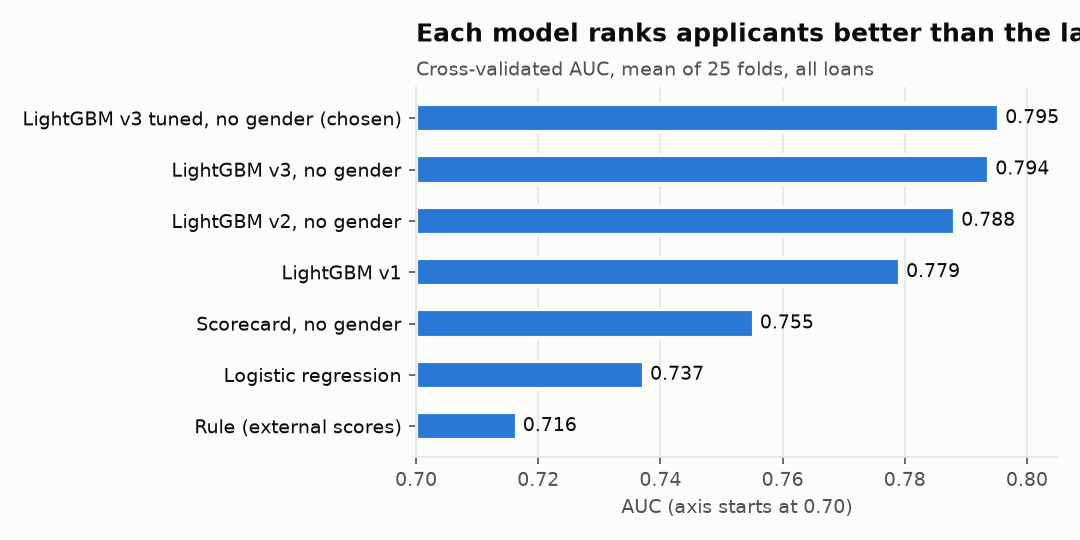 Each model ranks applicants better than the la
Cross-validated AUC, mean of 25 folds, all loans
LightGBM v3 tuned, no gender (chosen) 0.795
LightGBM v3, no gender 0.794
LightGBM v2, no gender 0.788
LightGBM v1 0.779
Scorecard, no gender 0.755
Logistic regression 0.737
Rule (external scores) 0.716
0.70 0.72 0.74 0.76 0.78 0.80
AUC (axis starts at 0.70)